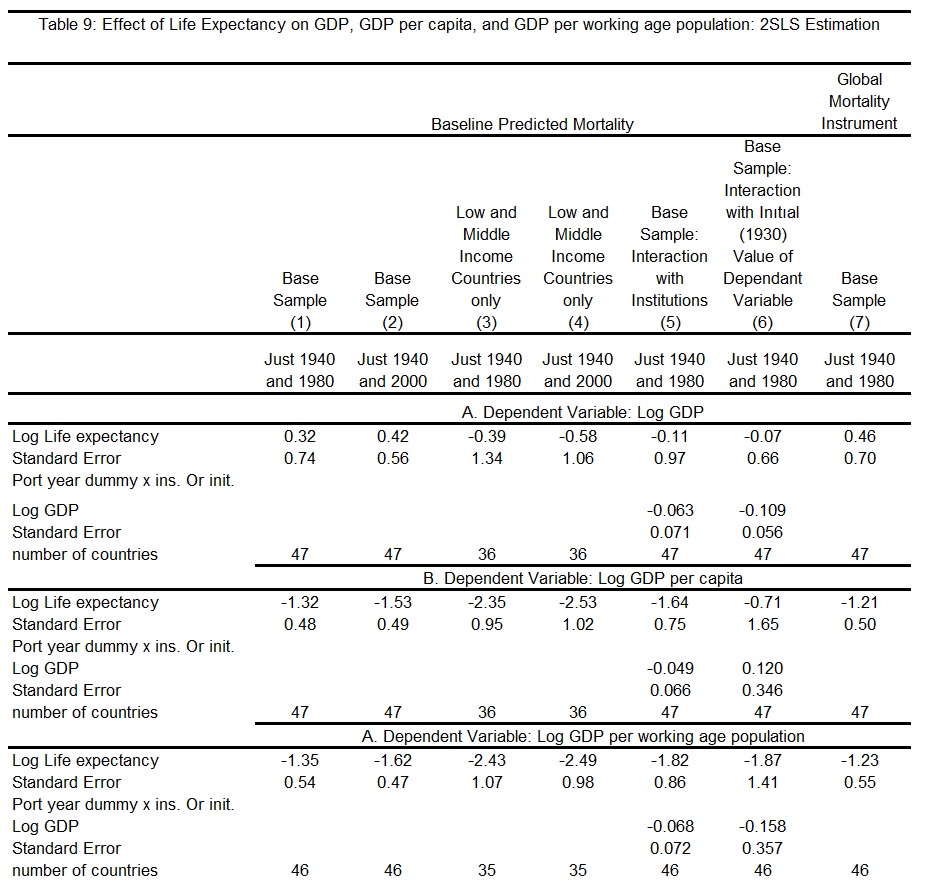 Table 9: Effect of Life Expectancy on GDP, GDP per capita, and GDP per working age population: 2SLS Estimation
Global
Mortality
Baseline Predicted Mortality Instrument
Base
Sample:
Interaction
Low and Low and Base with Inıtıal
Middle Middle Sample: (1930)
Income Income Interaction Value of
Base Base Countries Countries with Dependant Base
Sample Sample only only Institutions Variable Sample
(1) (2) (3) (4) (5) (6) (7)
Just 1940 Just 1940 Just 1940 Just 1940 Just 1940 Just 1940 Just 1940
and 1980 and 2000 and 1980 and 2000 and 1980 and 1980 and 1980
A. Dependent Variable: Log GDP
Log Life expectancy 0.32 0.42 -0.39 -0.58 -0.11 -0.07 0.46
Standard Error 0.74 0.56 1.34 1.06 0.97 0.66 0.70
Port year dummy x ins. Or init.
Log GDP -0.063 -0.109
Standard Error 0.071 0.056
number of countries 47 47 36 36 47 47 47
B. Dependent Variable: Log GDP per capita
Log Life expectancy -1.32 -1.53 -2.35 -2.53 -1.64 -0.71 -1.21
Standard Error 0.48 0.49 0.95 1.02 0.75 1.65 0.50
Port year dummy x ins. Or init.
Log GDP -0.049 0.120
Standard Error 0.066 0.346
number of countries 47 47 36 36 47 47 47
A. Dependent Variable: Log GDP per working age population
Log Life expectancy -1.35 -1.62 -2.43 -2.49 -1.82 -1.87 -1.23
Standard Error 0.54 0.47 1.07 0.98 0.86 1.41 0.55
Port year dummy x ins. Or init.
Log GDP -0.068 -0.158
Standard Error 0.072 0.357
number of countries 46 46 35 35 46 46 46